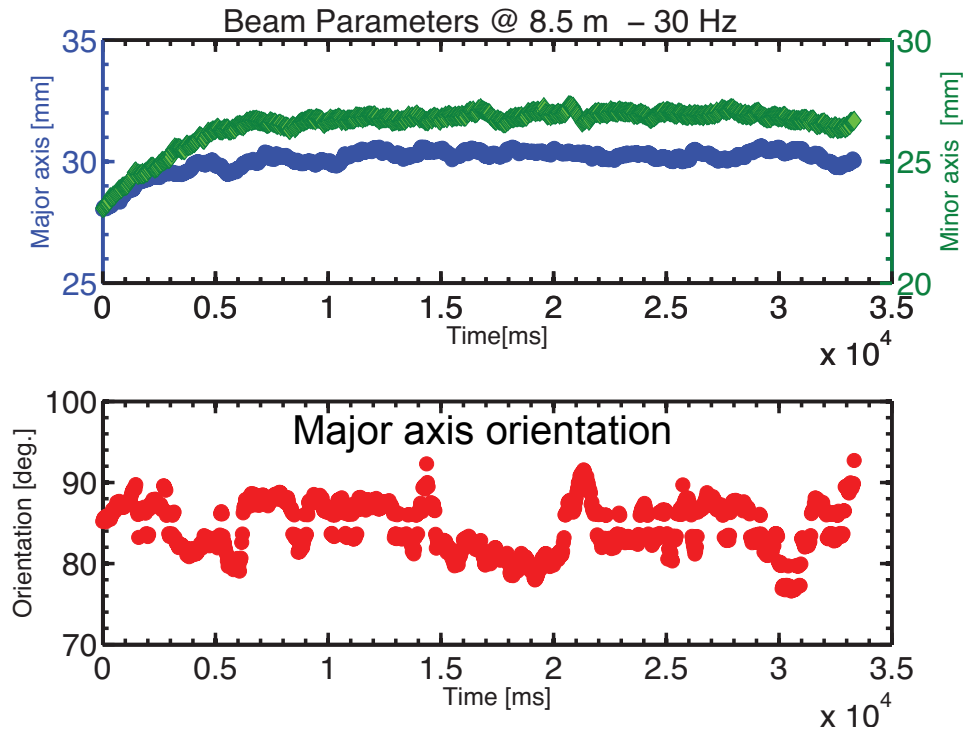 Beam Parameters @ 8.5 m – 30 Hz
35
30
25
Major axis [mm]
30
25
20
Minor axis [mm]
0 0.5 1 1.5 2 2.5 3 3.5
Time[ms]
x 10^4
Major axis orientation
100
90
80
70
Orientation [deg.]
0 0.5 1 1.5 2 2.5 3 3.5
Time [ms]
x 10^4